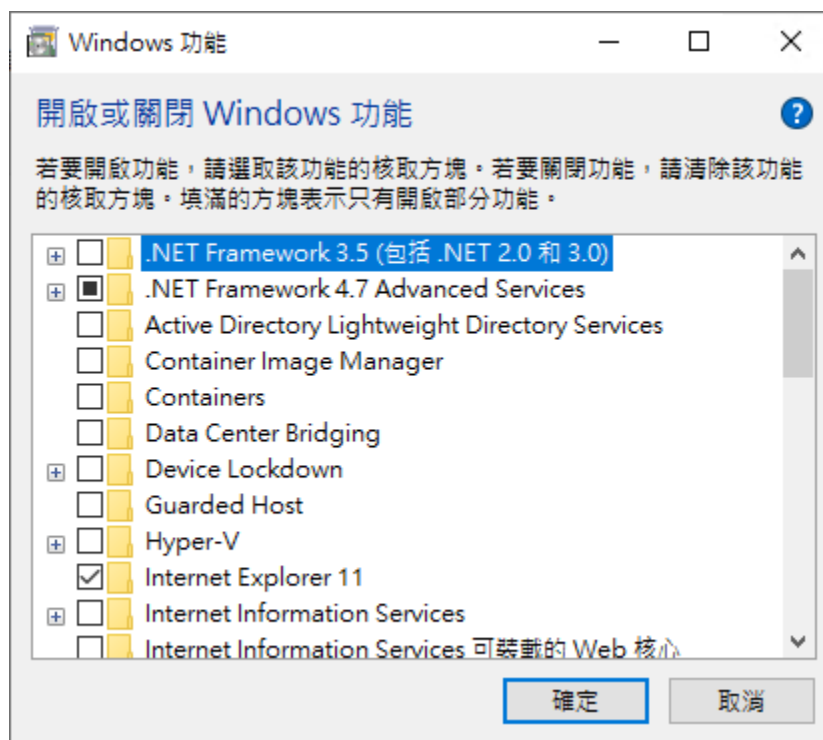 Windows 功能
開啟或關閉 Windows 功能
若要開啟功能，請選取該功能的核取方塊。若要關閉功能，請清除該功能
的核取方塊。填滿的方塊表示只有開啟部分功能。
.NET Framework 3.5 (包括 .NET 2.0 和 3.0)
.NET Framework 4.7 Advanced Services
Active Directory Lightweight Directory Services
Container Image Manager
Containers
Data Center Bridging
Device Lockdown
Guarded Host
Hyper-V
Internet Explorer 11
Internet Information Services
Internet Information Services 可裝載的 Web 核心
確定
取消